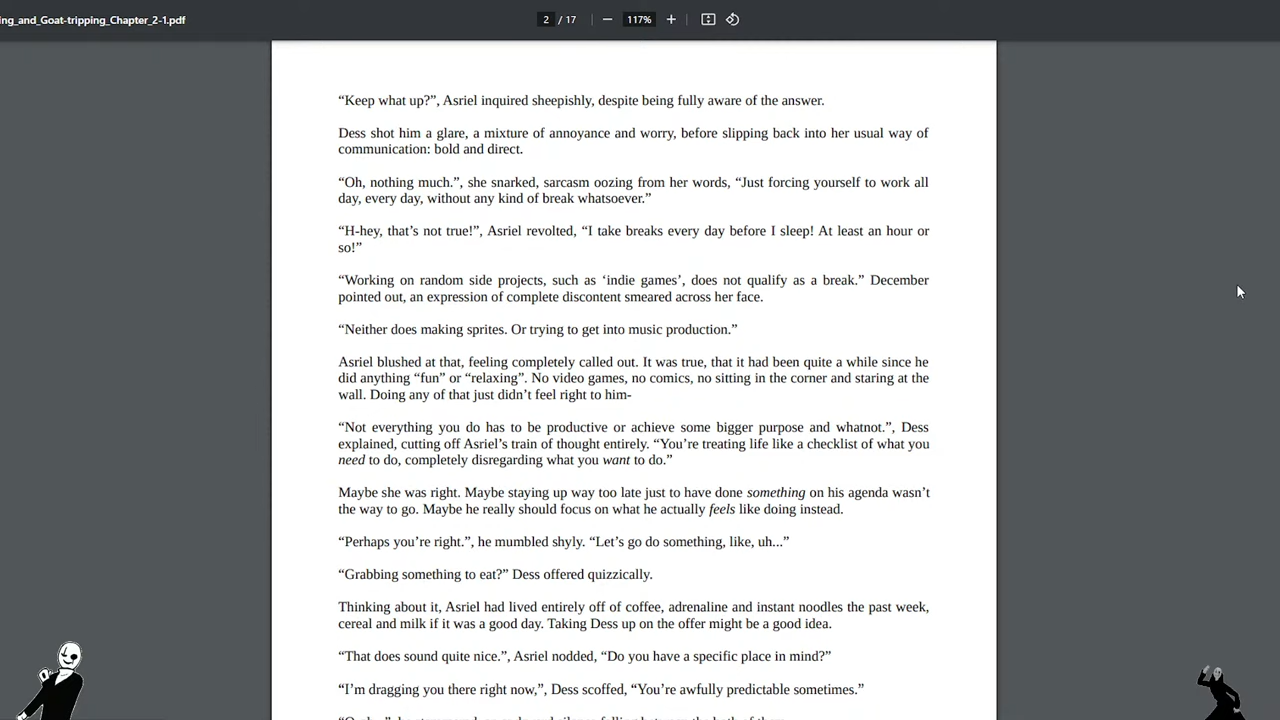 ing_and_Goat-tripping_Chapter_2-1.pdf
2 / 17
117%
“Keep what up?”, Asriel inquired sheepishly, despite being fully aware of the answer.
Dess shot him a glare, a mixture of annoyance and worry, before slipping back into her usual way of
communication: bold and direct.
“Oh, nothing much.”, she snarked, sarcasm oozing from her words, “Just forcing yourself to work all
day, every day, without any kind of break whatsoever.”
“H-hey, that’s not true!”, Asriel revolted, “I take breaks every day before I sleep! At least an hour or
so!”
“Working on random side projects, such as ‘indie games’, does not qualify as a break.” December
pointed out, an expression of complete discontent smeared across her face.
“Neither does making sprites. Or trying to get into music production.”
Asriel blushed at that, feeling completely called out. It was true, that it had been quite a while since he
did anything “fun” or “relaxing”. No video games, no comics, no sitting in the corner and staring at the
wall. Doing any of that just didn’t feel right to him-
“Not everything you do has to be productive or achieve some bigger purpose and whatnot.”, Dess
explained, cutting off Asriel’s train of thought entirely. “You’re treating life like a checklist of what you
need to do, completely disregarding what you want to do.”
Maybe she was right. Maybe staying up way too late just to have done something on his agenda wasn’t
the way to go. Maybe he really should focus on what he actually feels like doing instead.
“Perhaps you’re right.”, he mumbled shyly. “Let’s go do something, like, uh...”
“Grabbing something to eat?” Dess offered quizzically.
Thinking about it, Asriel had lived entirely off of coffee, adrenaline and instant noodles the past week,
cereal and milk if it was a good day. Taking Dess up on the offer might be a good idea.
“That does sound quite nice.”, Asriel nodded, “Do you have a specific place in mind?”
“I’m dragging you there right now,”, Dess scoffed, “You’re awfully predictable sometimes.”